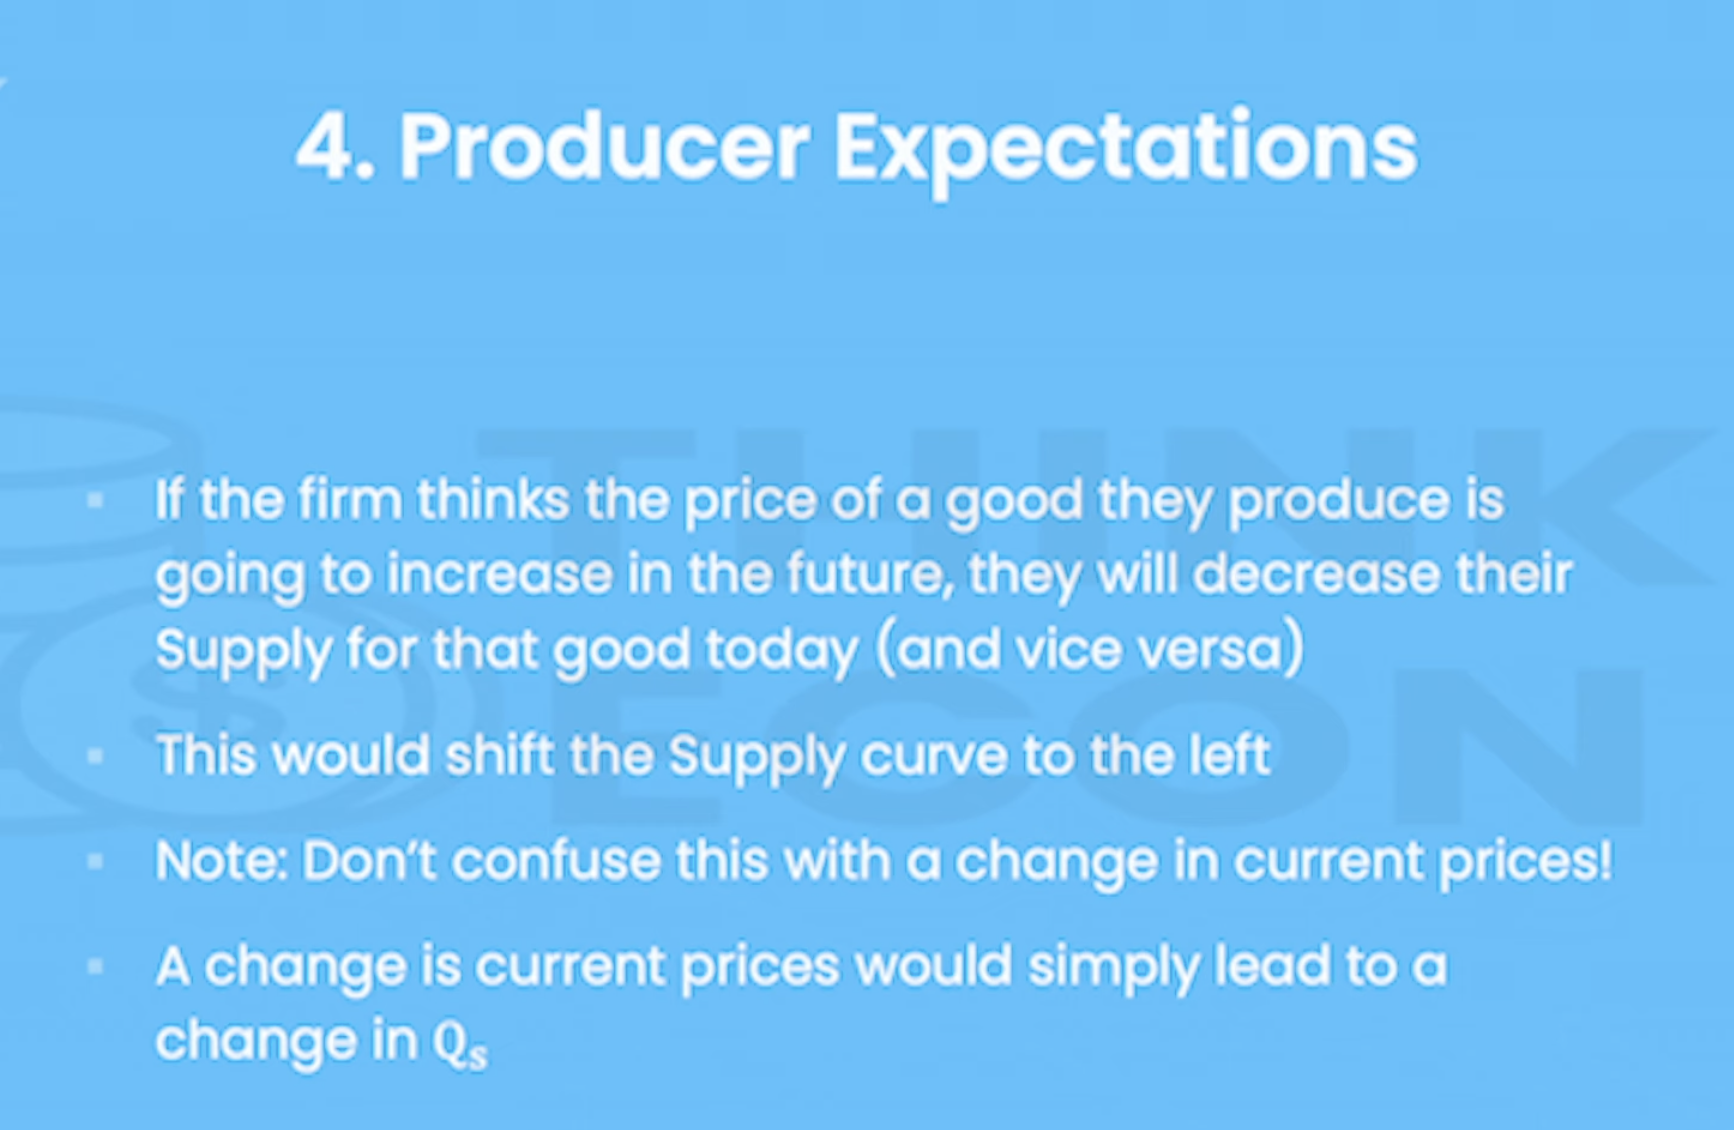 4. Producer Expectations
▪ If the firm thinks the price of a good they produce is
going to increase in the future, they will decrease their
Supply for that good today (and vice versa)
▪ This would shift the Supply curve to the left
▪ Note: Don't confuse this with a change in current prices!
▪ A change is current prices would simply lead to a
change in Qs
THINK
ECON
$